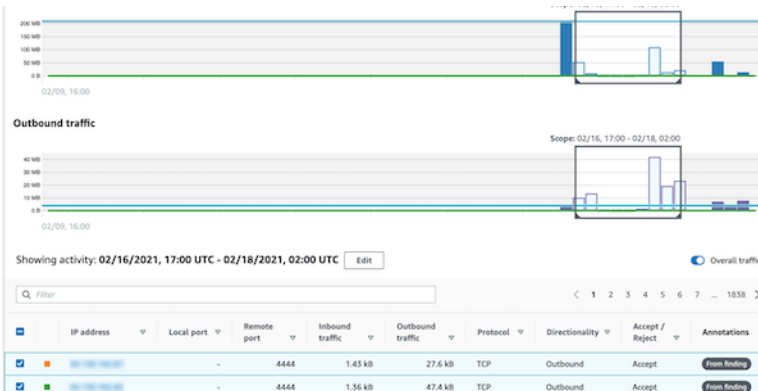 200 MB
150 MB
100 MB
50 MB
0 B
02/09, 16:00
Outbound traffic
Scope: 02/16, 17:00 - 02/18, 02:00
40 MB
30 MB
20 MB
10 MB
0 B
02/09, 16:00
Showing activity: 02/16/2021, 17:00 UTC - 02/18/2021, 02:00 UTC Edit Overall traffic
Filter 1 2 3 4 5 6 7 ... 1838
IP address Local port Remote port Inbound traffic Outbound traffic Protocol Directionality Accept / Reject Annotations
- 4444 1.43 kB 27.6 kB TCP Outbound Accept From finding
- 4444 1.36 kB 47.4 kB TCP Outbound Accept From finding